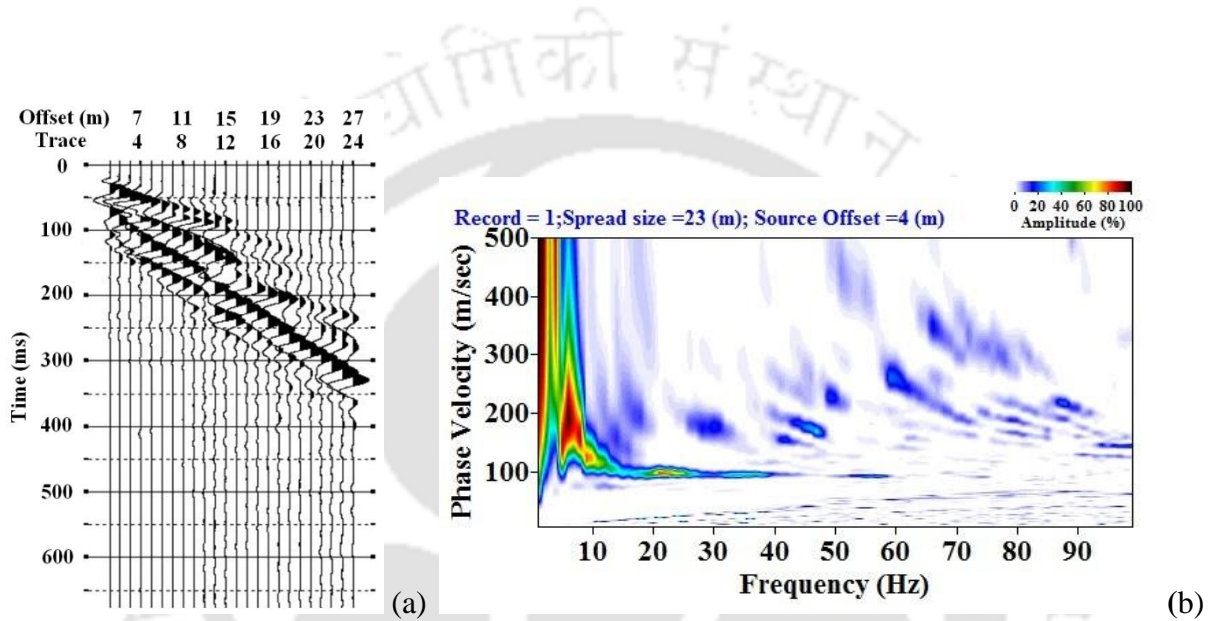 योगिकी संस्थान
Offset (m) 7 11 15 19 23 27
Trace 4 8 12 16 20 24
0
100
200
300
400
500
600
Time (ms)
(a)
0 20 40 60 80 100
Amplitude (%)
Record = 1;Spread size =23 (m); Source Offset =4 (m)
500
400
300
200
100
Phase Velocity (m/sec)
10 20 30 40 50 60 70 80 90
Frequency (Hz)
(b)